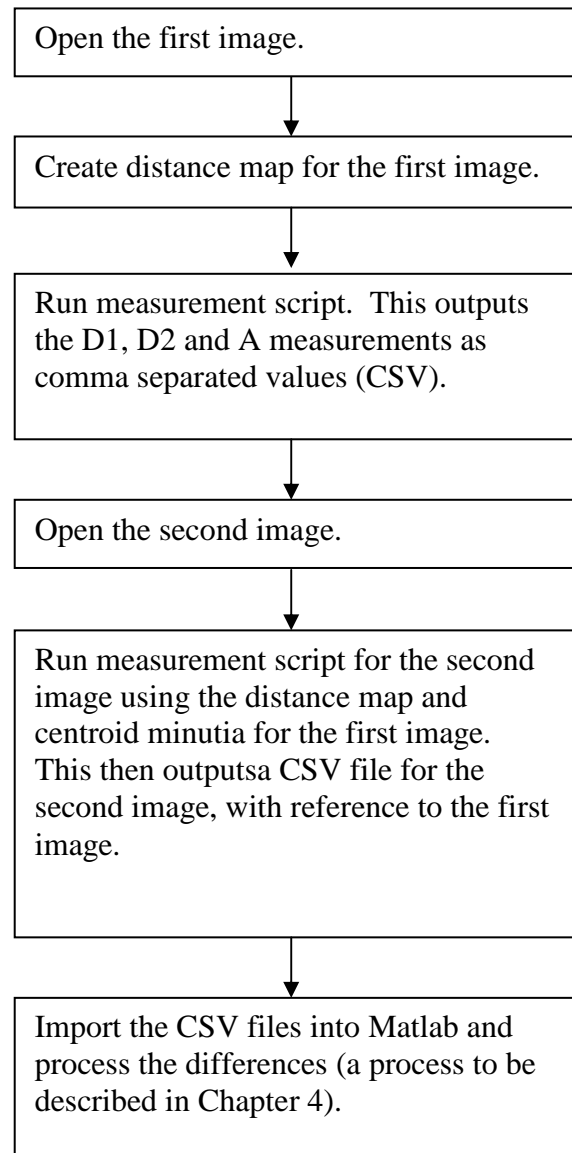 Open the first image.
Create distance map for the first image.
Run measurement script.  This outputs
the D1, D2 and A measurements as
comma separated values (CSV).
Open the second image.
Run measurement script for the second
image using the distance map and
centroid minutia for the first image.
This then outputsa CSV file for the
second image, with reference to the first
image.
Import the CSV files into Matlab and
process the differences (a process to be
described in Chapter 4).